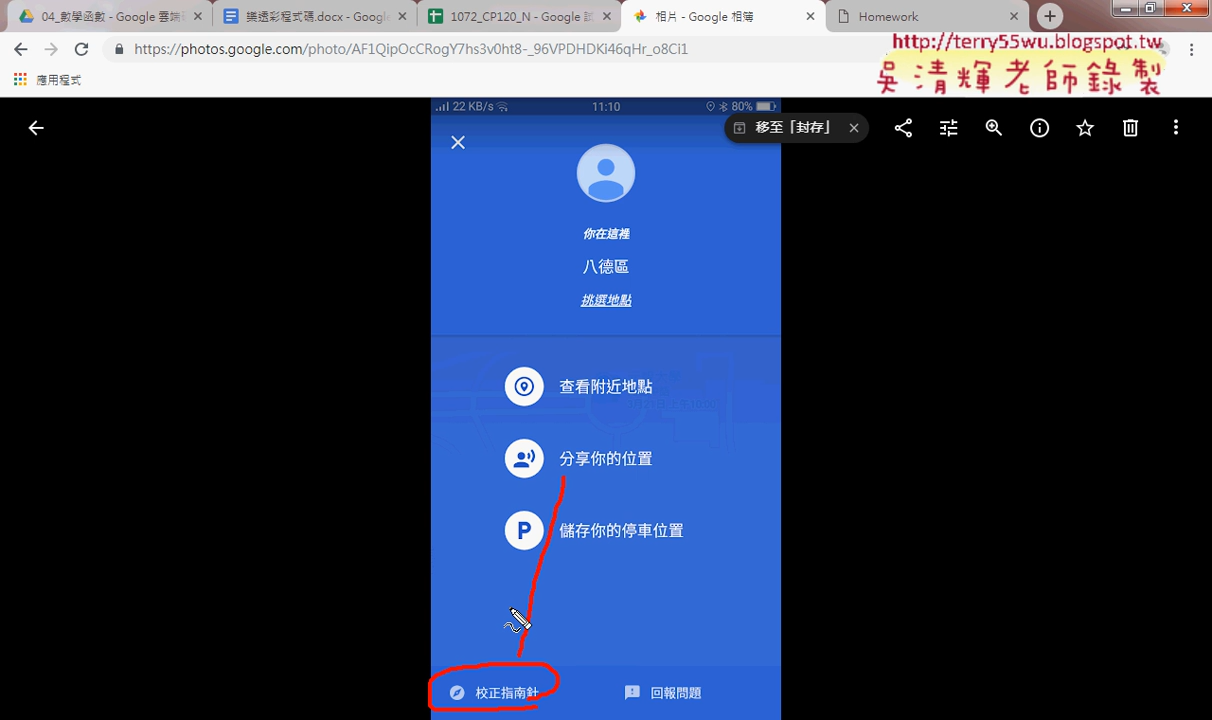 04_數學函數 - Google 雲端
樂透彩程式碼.docx - Google
1072_CP120_N - Google 試
相片 - Google 相簿
Homework
https://photos.google.com/photo/AF1QipOcCRogY7hs3v0ht8-_96VPDHDKi46qHr_o8Ci1
http://terry55wu.blogspot.tw
吳清輝老師錄製
應用程式
22 KB/s
11:10
80%
移至「封存」
你在這裡
八德區
挑選地點
查看附近地點
分享你的位置
P
儲存你的停車位置
校正指南針
回報問題